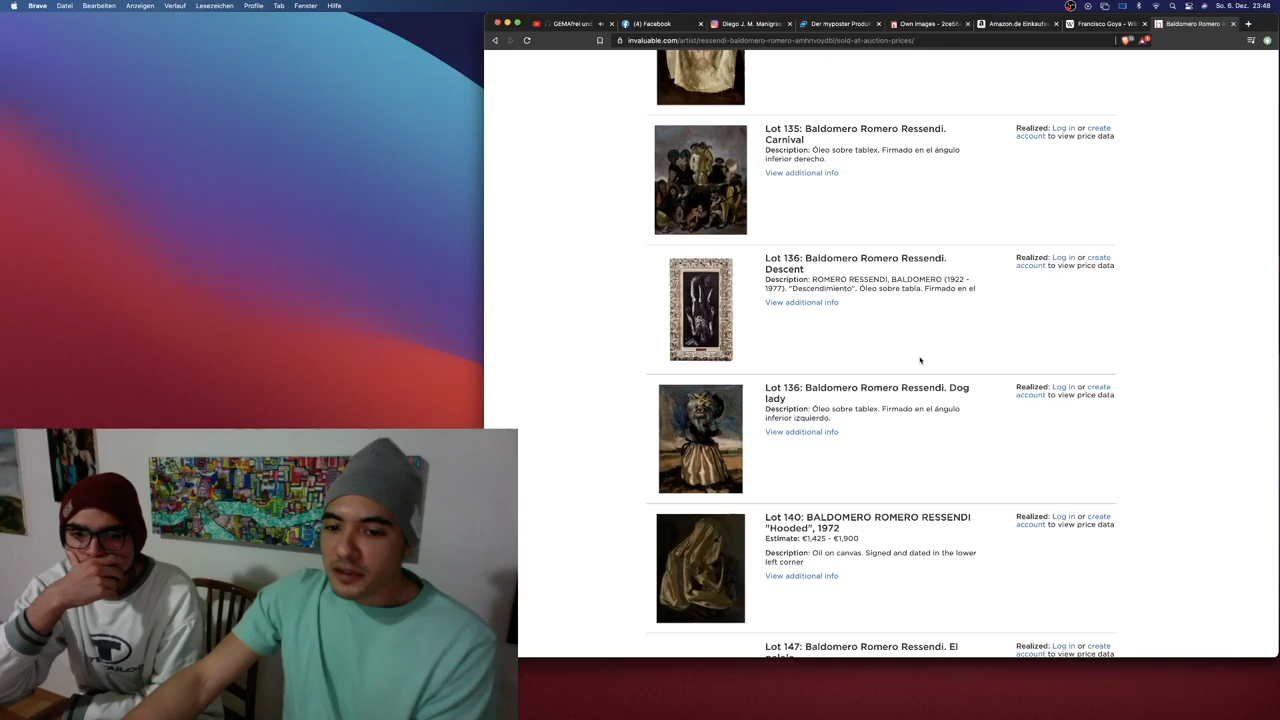 Brave Datei Bearbeiten Anzeigen Verlauf Lesezeichen Profile Tab Fenster Hilfe So. 6. Dez. 23:48
GEMAfrei und (4) Facebook Diego J. M. Manigras Der myposter Produk Own images - 2ce66 Amazon.de Einkaufsw Francisco Goya – Wik Baldomero Romero R
invaluable.com/artist/ressendi-baldomero-romero-amhnvoydbl/sold-at-auction-prices/
Lot 135: Baldomero Romero Ressendi.
Carnival
Description: Óleo sobre tablex. Firmado en el ángulo
inferior derecho.
View additional info
Realized: Log in or create
account to view price data
Lot 136: Baldomero Romero Ressendi.
Descent
Description: ROMERO RESSENDI, BALDOMERO (1922 -
1977). "Descendimiento". Óleo sobre tabla. Firmado en el
View additional info
Realized: Log in or create
account to view price data
Lot 136: Baldomero Romero Ressendi. Dog
lady
Description: Óleo sobre tablex. Firmado en el ángulo
inferior izquierdo.
View additional info
Realized: Log in or create
account to view price data
Lot 140: BALDOMERO ROMERO RESSENDI
"Hooded", 1972
Estimate: €1,425 - €1,900
Description: Oil on canvas. Signed and dated in the lower
left corner
View additional info
Realized: Log in or create
account to view price data
Lot 147: Baldomero Romero Ressendi. El
Realized: Log in or create
account to view price data